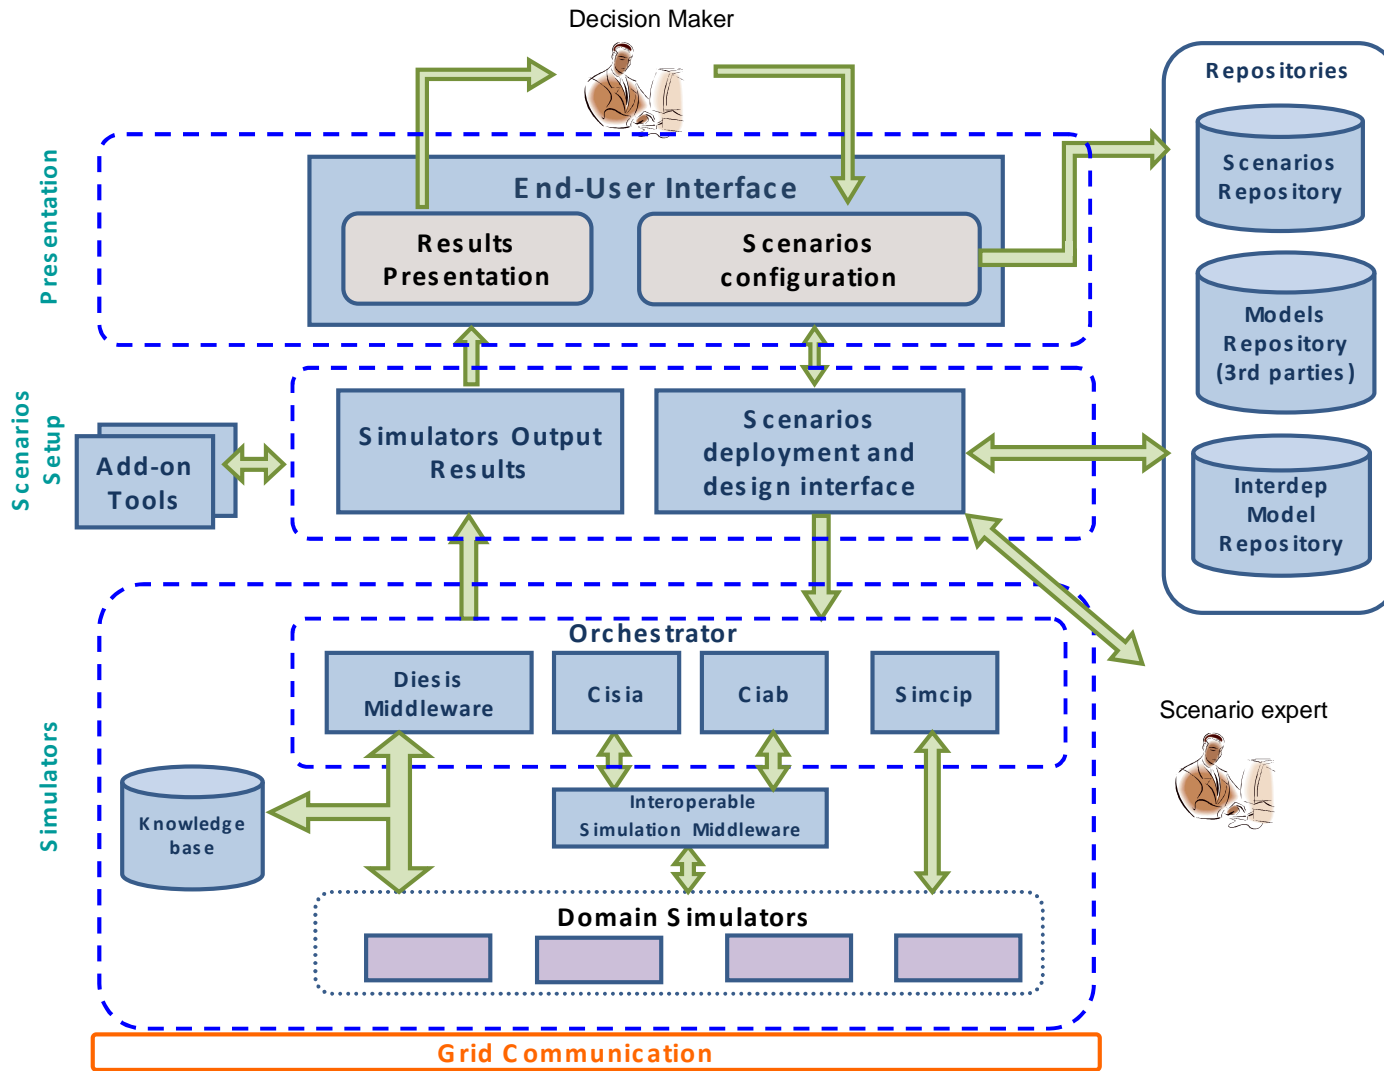 Decision Maker
Repositories
Scenarios
Repository
Models
Repository
(3rd parties)
Interdep
Model
Repository
Presentation
End-User Interface
Results
Presentation
Scenarios
configuration
Scenarios
Setup
Add-on
Tools
Simulators Output
Results
Scenarios
deployment and
design interface
Simulators
Orchestrator
Diesis
Middleware
Cisia
Ciab
Simcip
Scenario expert
Knowledge
base
Interoperable
Simulation Middleware
Domain Simulators
Grid Communication